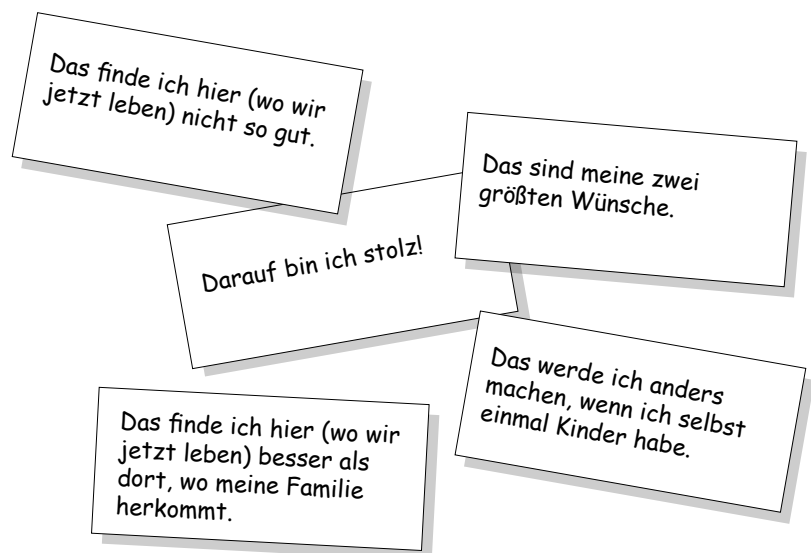 Das finde ich hier (wo wir
jetzt leben) nicht so gut.
Das sind meine zwei
größten Wünsche.
Darauf bin ich stolz!
Das werde ich anders
machen, wenn ich selbst
einmal Kinder habe.
Das finde ich hier (wo wir
jetzt leben) besser als
dort, wo meine Familie
herkommt.